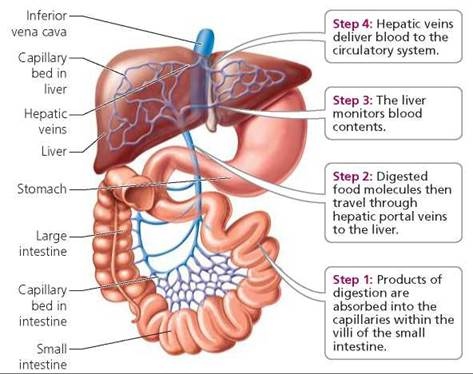 Inferior
vena cava
Capillary
bed in
liver
Hepatic
veins
Liver
Stomach
Large
intestine
Capillary
bed in
intestine
Small
intestine
Step 4: Hepatic veins
deliver blood to the
circulatory system.
Step 3: The liver
monitors blood
contents.
Step 2: Digested
food molecules then
travel through
hepatic portal veins
to the liver.
Step 1: Products of
digestion are
absorbed into the
capillaries within the
villi of the small
intestine.